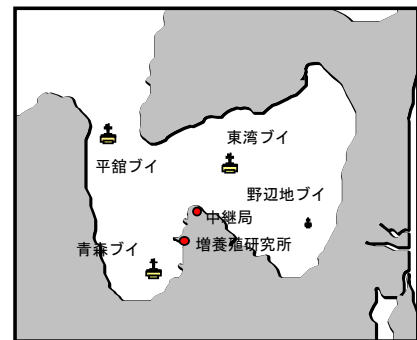 東湾ブイ
平舘ブイ
野辺地ブイ
中継局
青森ブイ
増養殖研究所